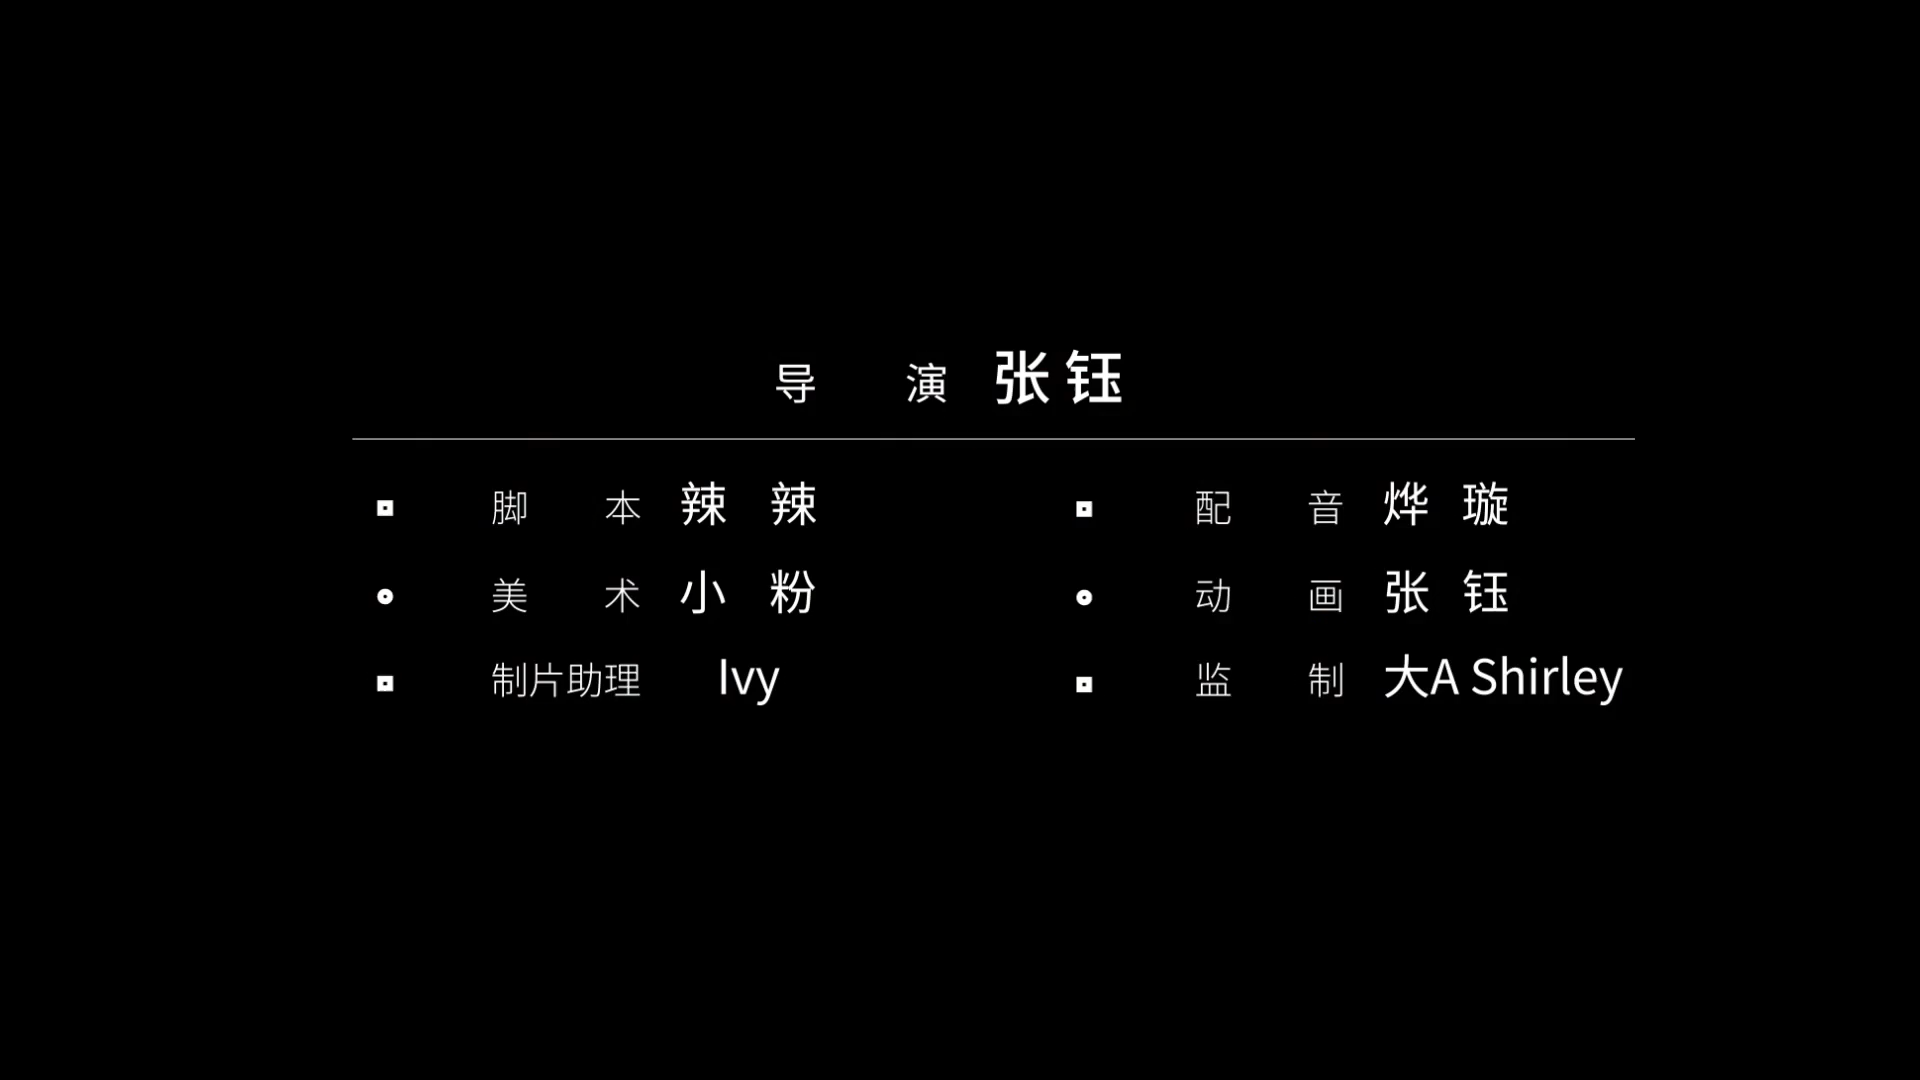 导 演 张钰
脚 本 辣 辣
配 音 烨 璇
美 术 小 粉
动 画 张 钰
制片助理 Ivy
监 制 大A Shirley